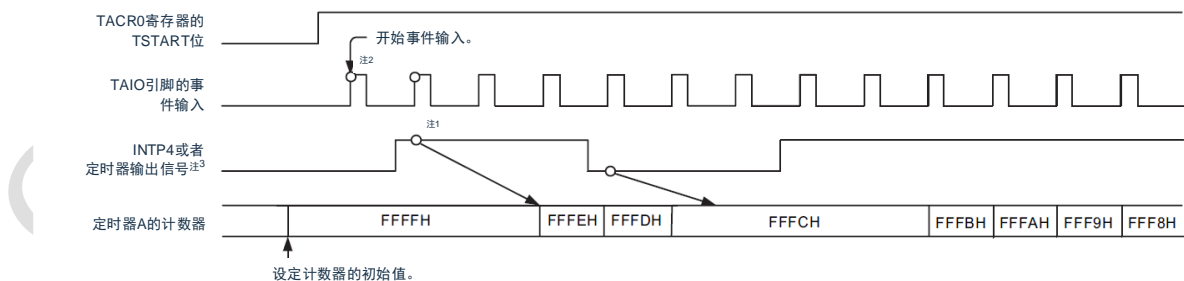 TACR0寄存器的
TSTART位
开始事件输入。
注2
TAIO引脚的事
件输入
注1
INTP4或者
定时器输出信号注3
定时器A的计数器
FFFFH
FFFEH
FFFDH
FFFCH
FFFBH
FFFAH
FFF9H
FFF8H
设定计数器的初始值。